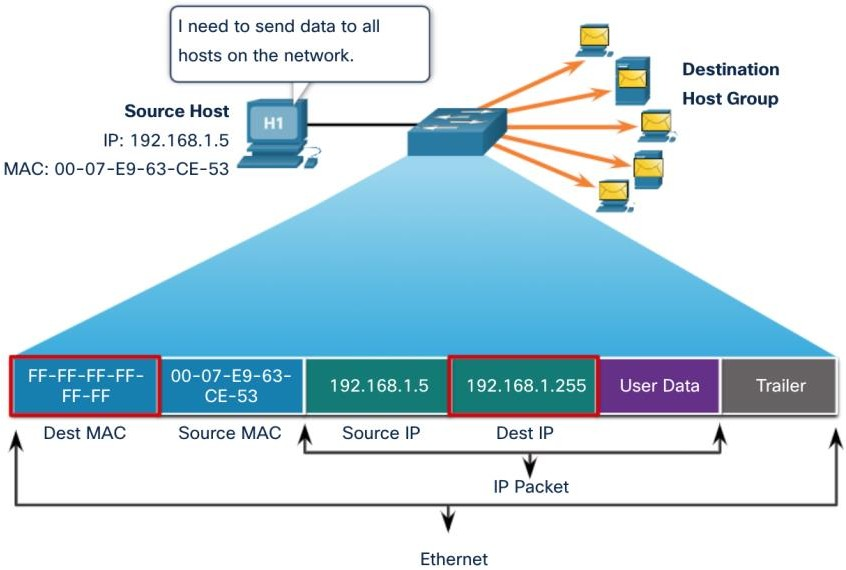 I need to send data to all
hosts on the network.
Destination
Host Group
Source Host
IP: 192.168.1.5
MAC: 00-07-E9-63-CE-53
H1
FF-FF-FF-FF-
FF-FF
00-07-E9-63-
CE-53
192.168.1.5
192.168.1.255
User Data
Trailer
Dest MAC
Source MAC
Source IP
Dest IP
IP Packet
Ethernet